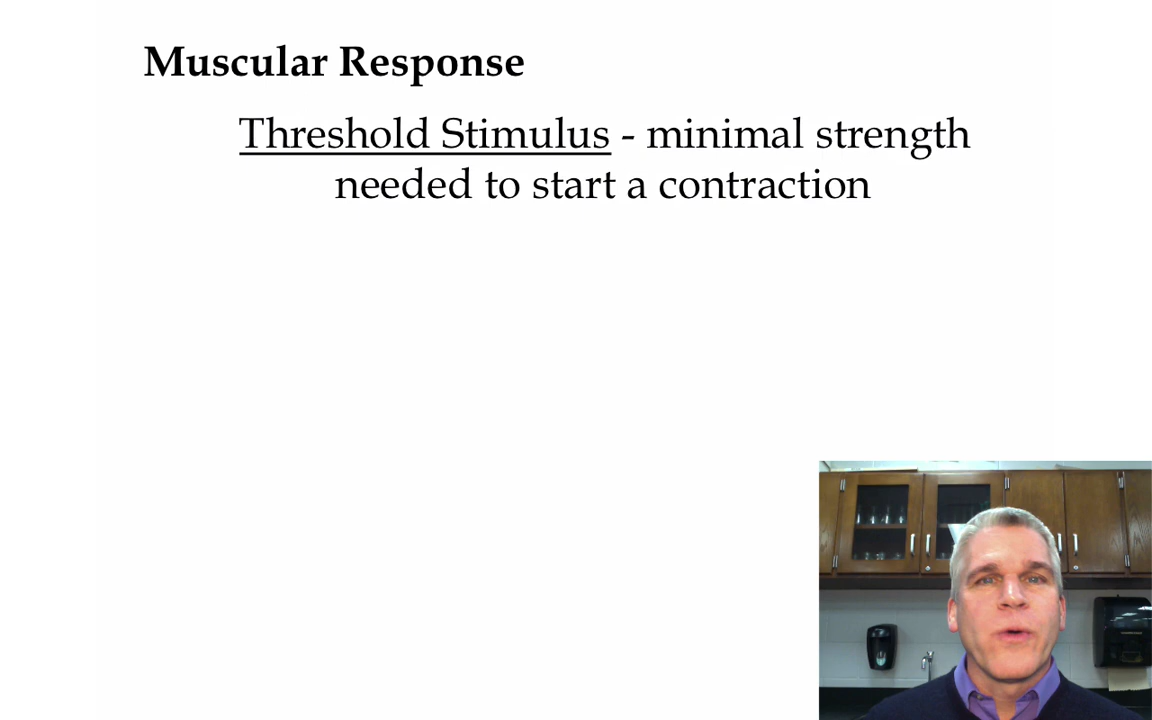 Muscular Response
Threshold Stimulus - minimal strength
needed to start a contraction